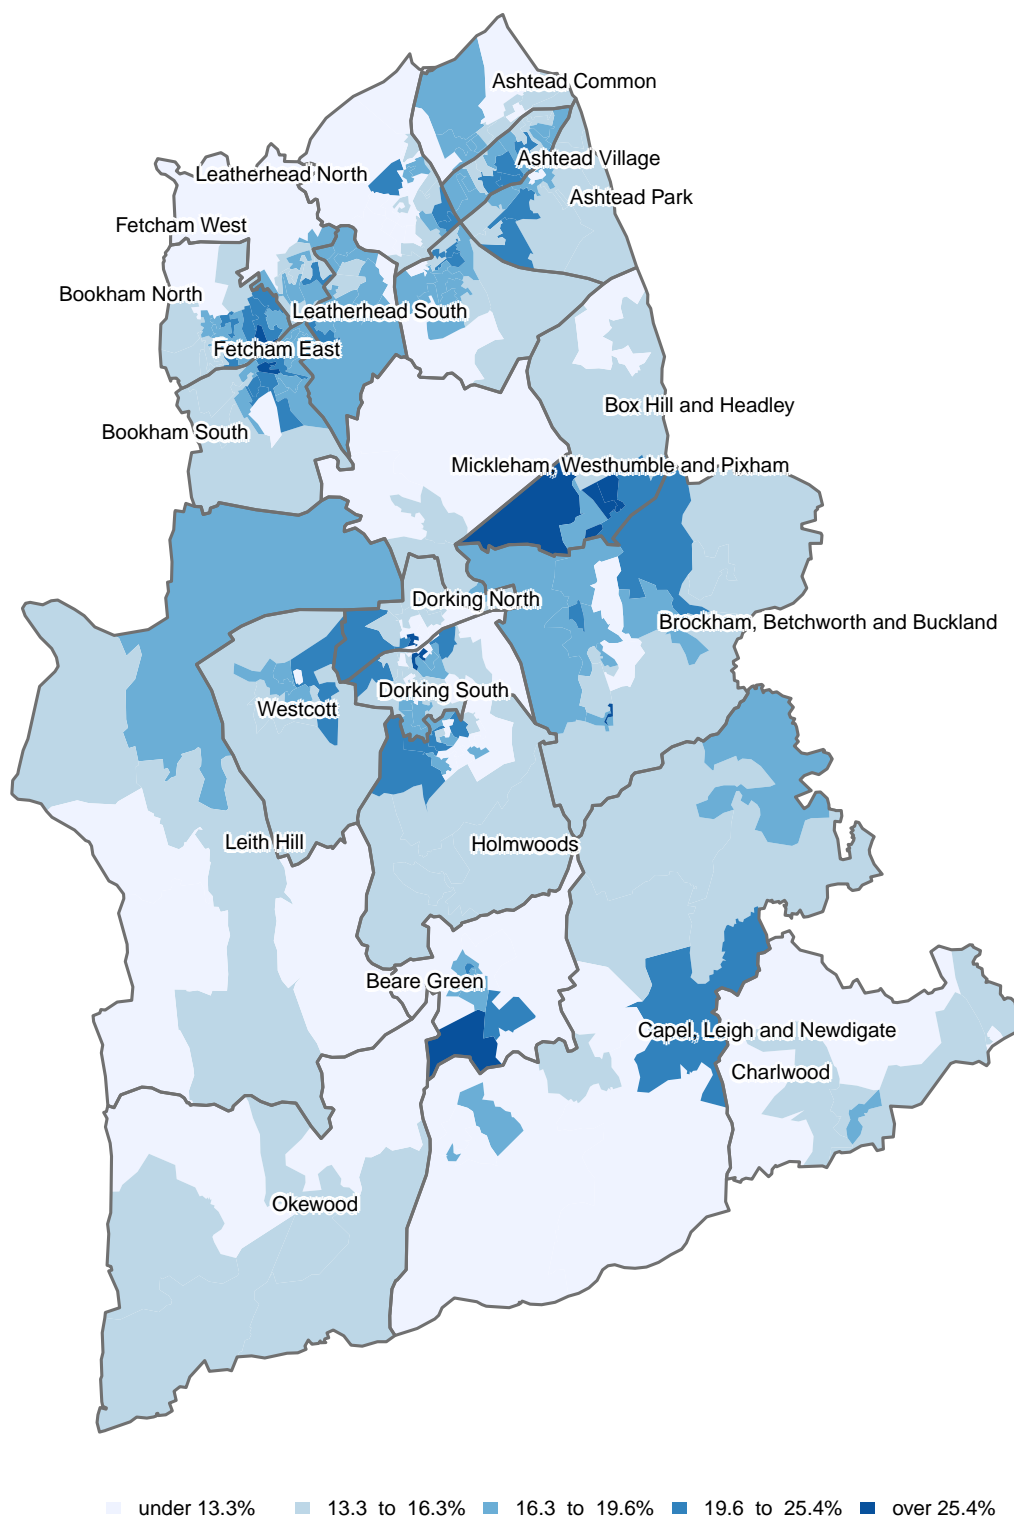 Ashtead Common
Ashtead Village
Leatherhead North
Ashtead Park
Fetcham West
Bookham North
Leatherhead South
Fetcham East
Box Hill and Headley
Bookham South
Mickleham, Westhumble and Pixham
Dorking North
Brockham, Betchworth and Buckland
Dorking South
Westcott
Leith Hill
Holmwoods
Beare Green
Capel, Leigh and Newdigate
Charlwood
Okewood
under 13.3% 13.3 to 16.3% 16.3 to 19.6% 19.6 to 25.4% over 25.4%